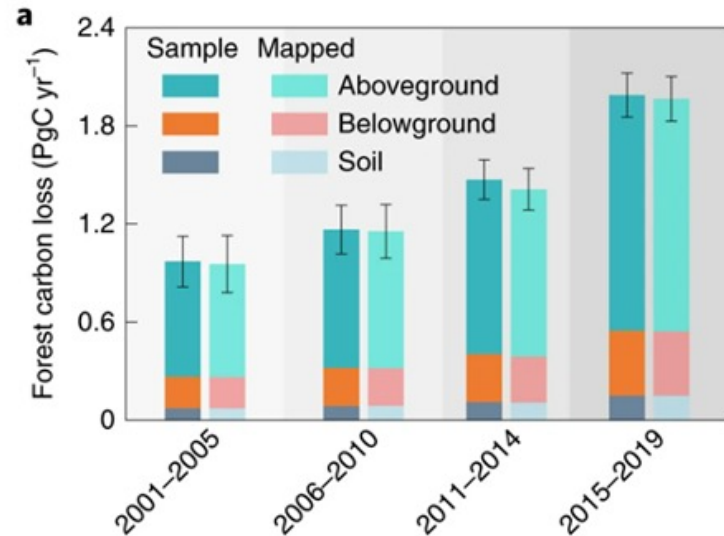 a
Forest carbon loss (PgC yr⁻¹)
2.4
1.8
1.2
0.6
0
Sample Mapped
Aboveground
Belowground
Soil
2001–2005
2006–2010
2011–2014
2015–2019